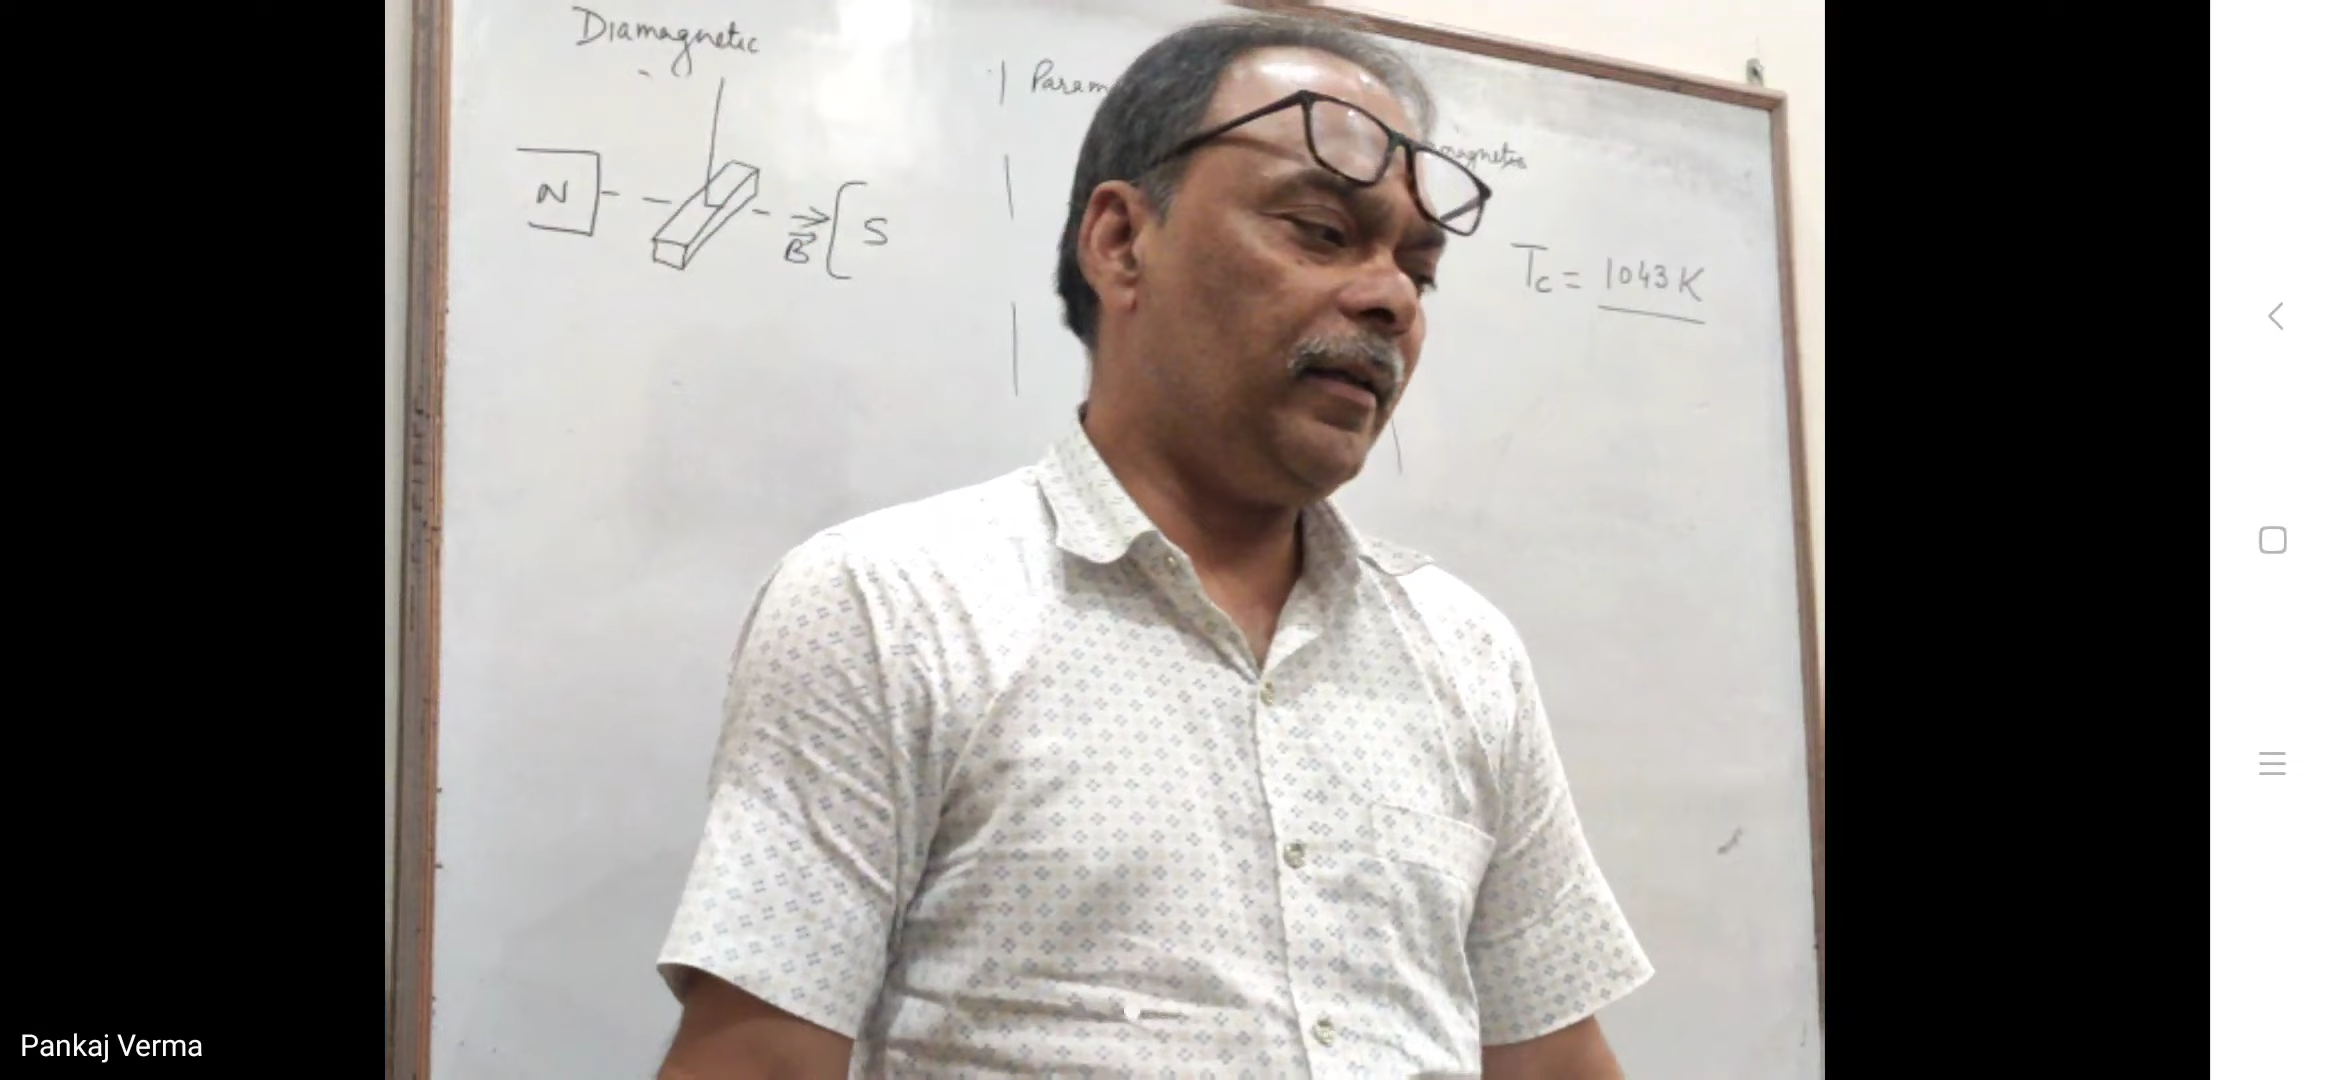 Diamagnetic
N
B
S
Tc = 1043 K
Pankaj Verma